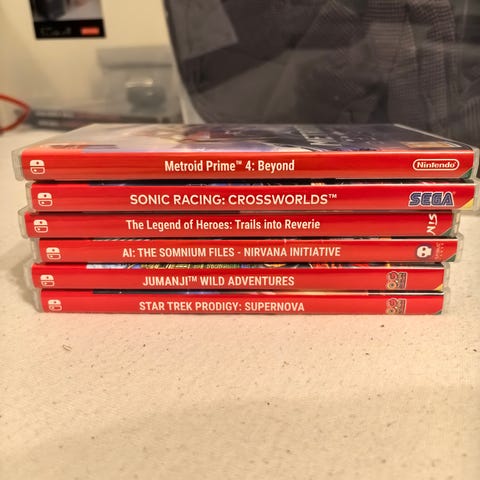 Metroid Prime™ 4: Beyond
Nintendo
SONIC RACING: CROSSWORLDS™
SEGA
The Legend of Heroes: Trails into Reverie
SIN
AI: THE SOMNIUM FILES - NIRVANA INITIATIVE
JUMANJI™ WILD ADVENTURES
STAR TREK PRODIGY: SUPERNOVA